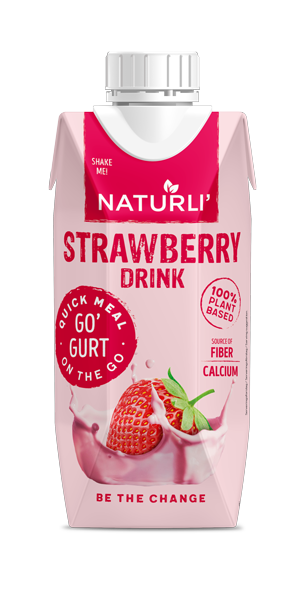 SHAKE
ME!
NATURLI'
STRAWBERRY
DRINK
QUICK MEAL
GO'
GURT
ON THE GO
100%
PLANT
BASED
SOURCE OF
FIBER
CALCIUM
BE THE CHANGE